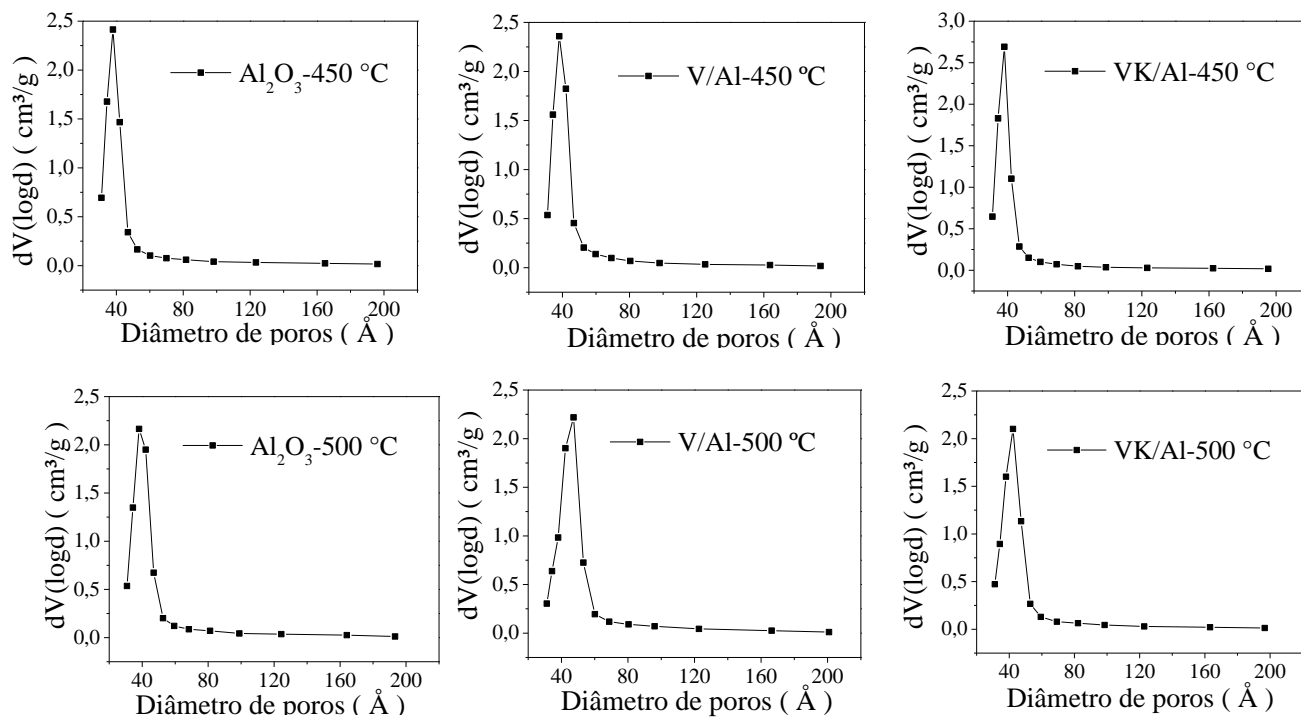 dV(logd) ( cm³/g )
2,5
2,0
1,5
1,0
0,5
0,0
Al₂O₃-450 °C
40 80 120 160 200
Diâmetro de poros ( Å )
dV(logd) ( cm³/g )
2,5
2,0
1,5
1,0
0,5
0,0
V/Al-450 ºC
40 80 120 160 200
Diâmetro de poros ( Å )
dV(logd) ( cm³/g )
3,0
2,5
2,0
1,5
1,0
0,5
0,0
VK/Al-450 °C
40 80 120 160 200
Diâmetro de poros ( Å )
dV(logd) ( cm³/g )
2,5
2,0
1,5
1,0
0,5
0,0
Al₂O₃-500 °C
40 80 120 160 200
Diâmetro de poros ( Å )
dV(logd) ( cm³/g )
2,5
2,0
1,5
1,0
0,5
0,0
V/Al-500 ºC
40 80 120 160 200
Diâmetro de poros ( Å )
dV(logd) ( cm³/g )
2,5
2,0
1,5
1,0
0,5
0,0
VK/Al-500 °C
40 80 120 160 200
Diâmetro de poros ( Å )